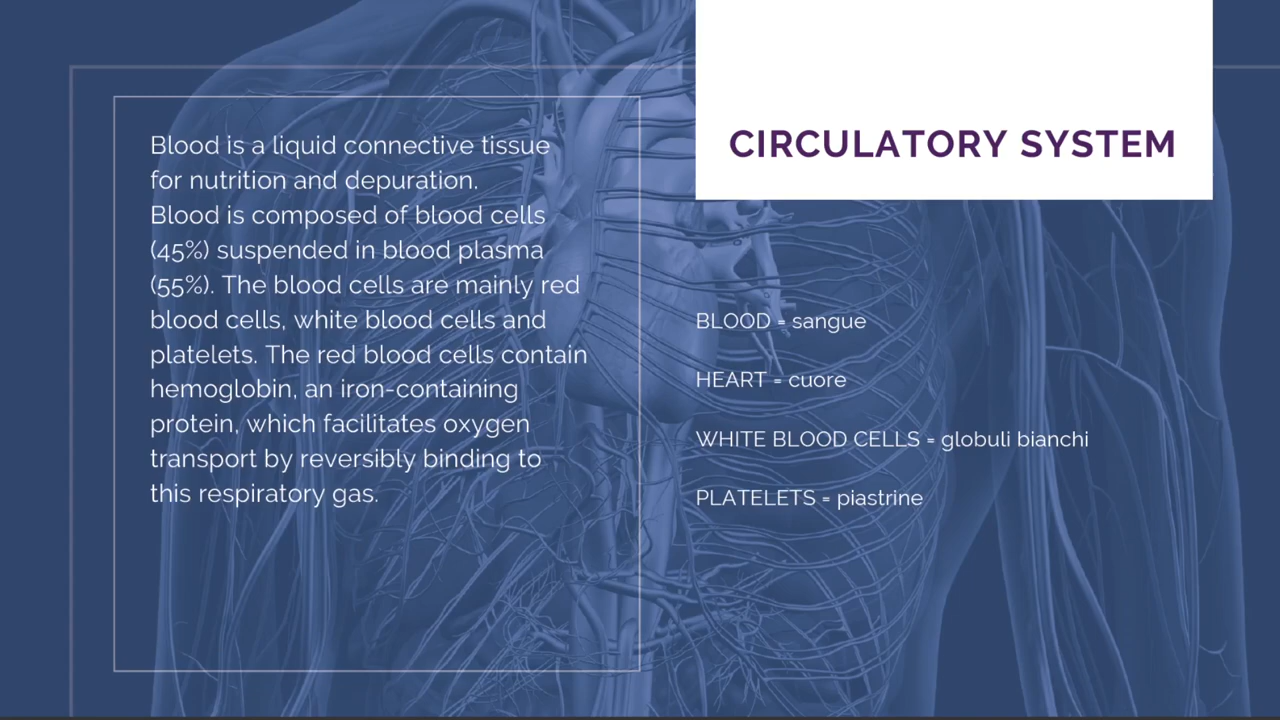 CIRCULATORY SYSTEM
Blood is a liquid connective tissue
for nutrition and depuration.
Blood is composed of blood cells
(45%) suspended in blood plasma
(55%). The blood cells are mainly red
blood cells, white blood cells and
platelets. The red blood cells contain
hemoglobin, an iron-containing
protein, which facilitates oxygen
transport by reversibly binding to
this respiratory gas.
BLOOD = sangue
HEART = cuore
WHITE BLOOD CELLS = globuli bianchi
PLATELETS = piastrine